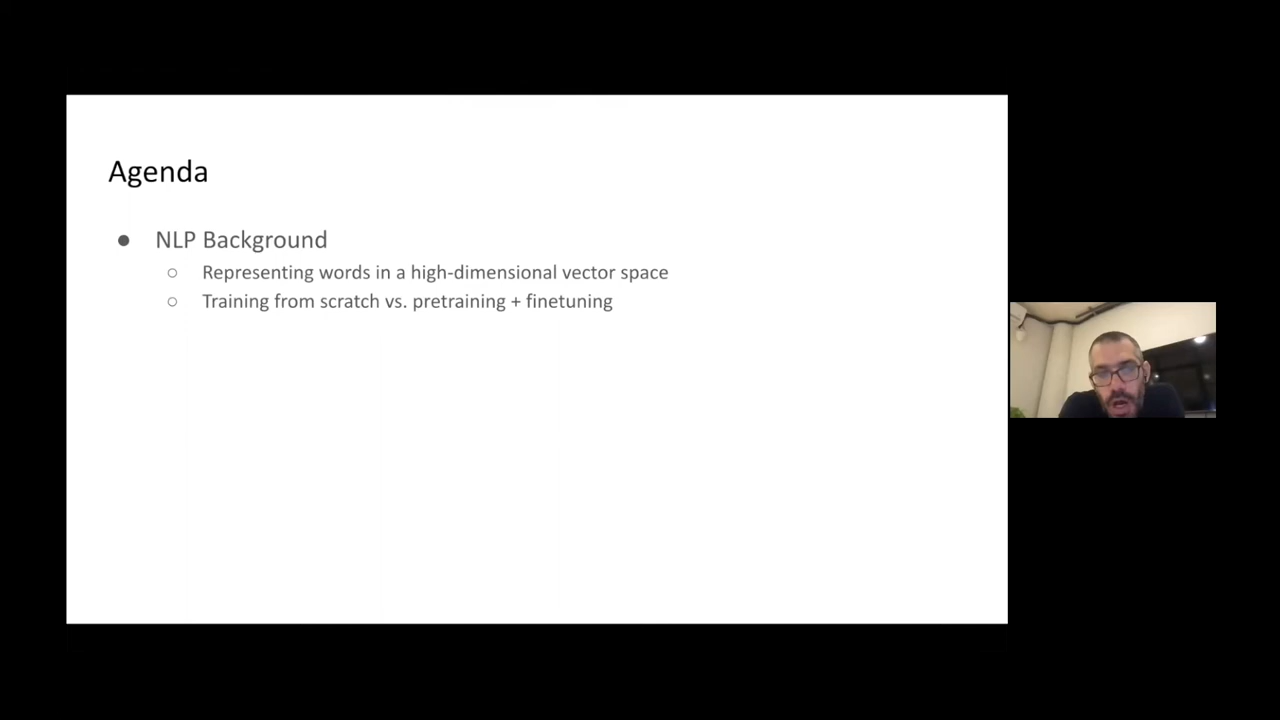 Agenda
● NLP Background
○ Representing words in a high-dimensional vector space
○ Training from scratch vs. pretraining + finetuning